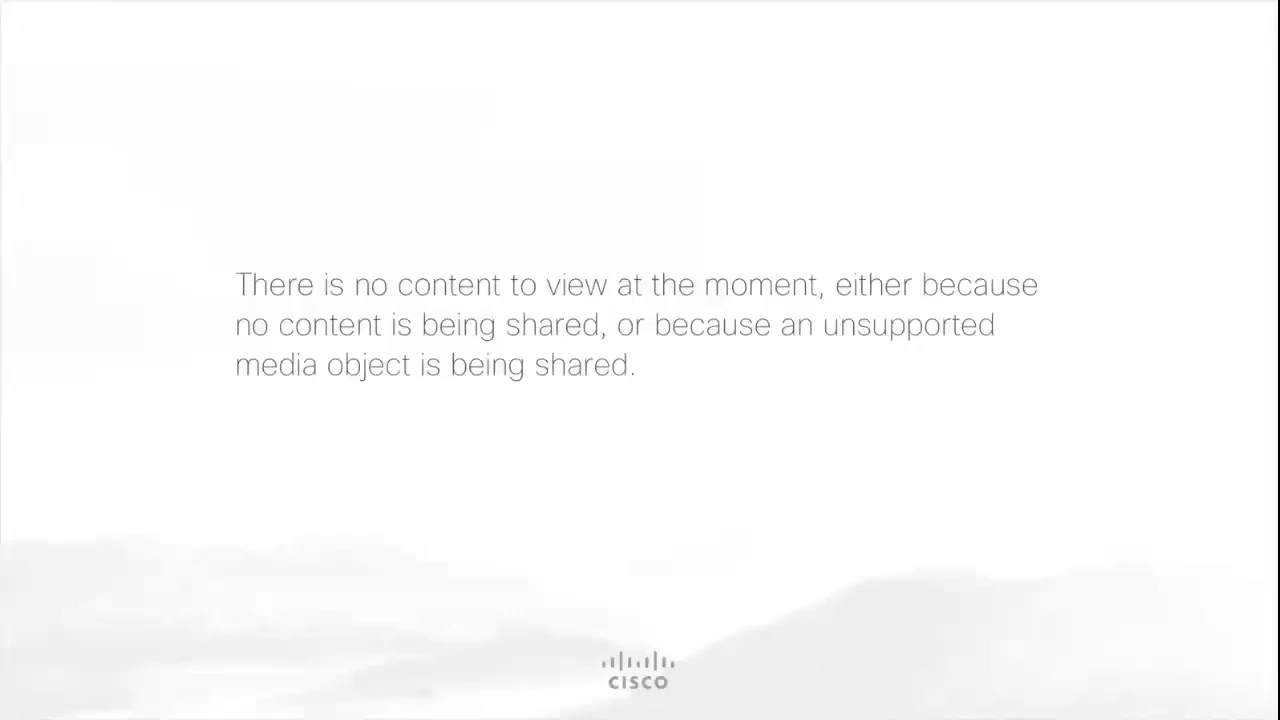 There is no content to view at the moment, either because
no content is being shared, or because an unsupported
media object is being shared.
CISCO